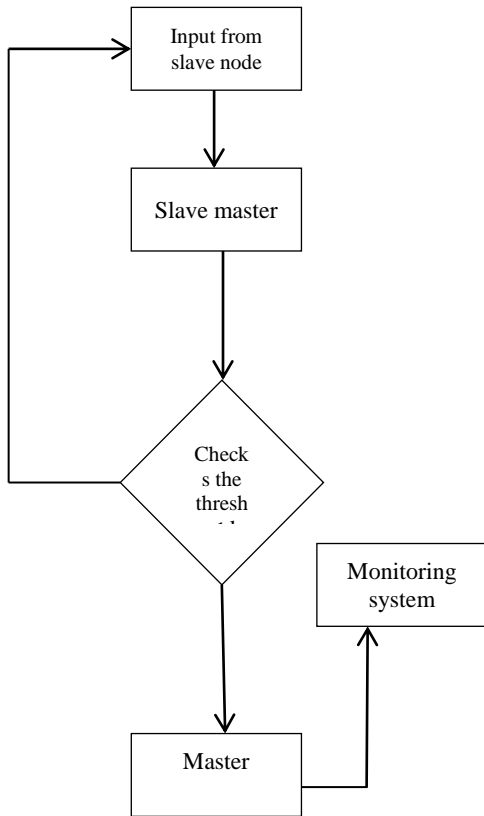 Input from
slave node
Slave master
Check
s the
thresh
Monitoring
system
Master